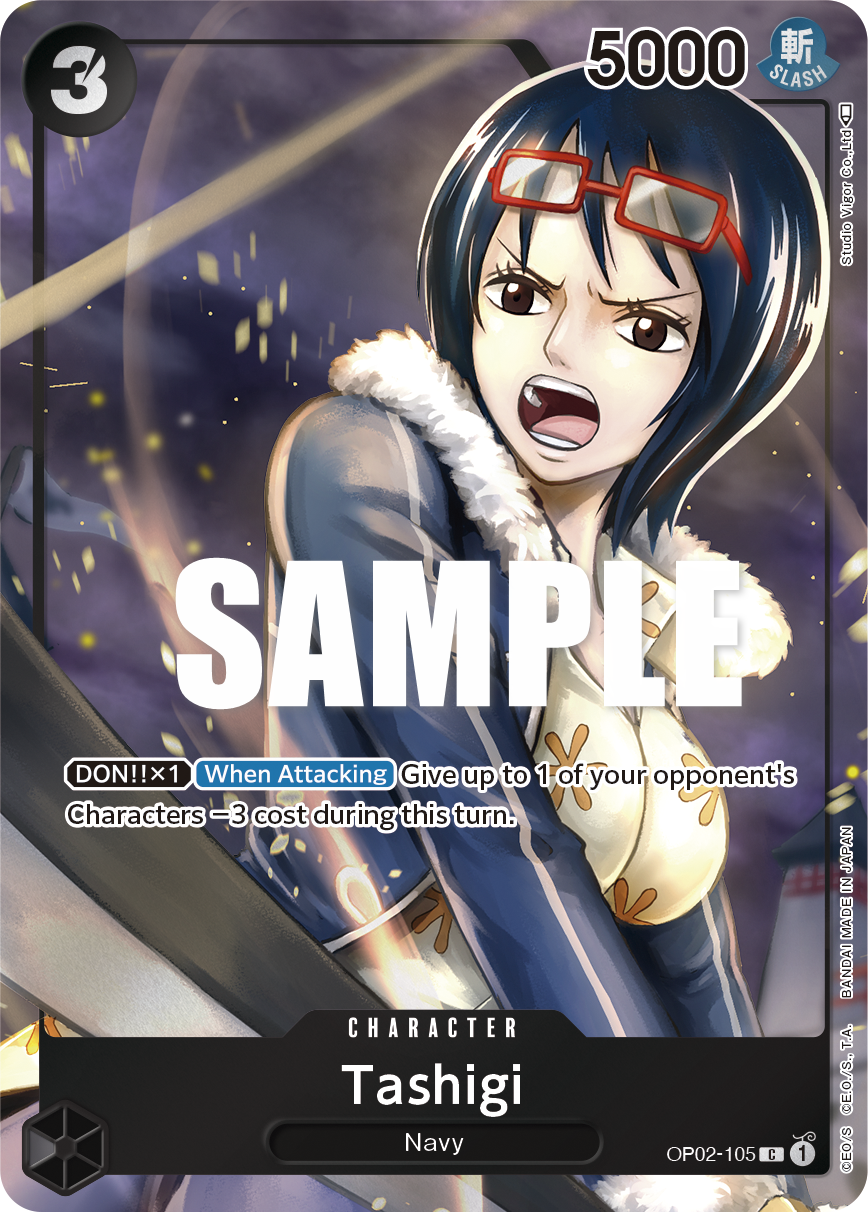 3
5000
斬
SLASH
Studio Vigor Co.,Ltd
SAMPLE
DON!!×1 When Attacking Give up to 1 of your opponent's
Characters −3 cost during this turn.
CHARACTER
Tashigi
Navy
OP02-105 C 1
©EO/S ©E.O./S., T.A. BANDAI MADE IN JAPAN